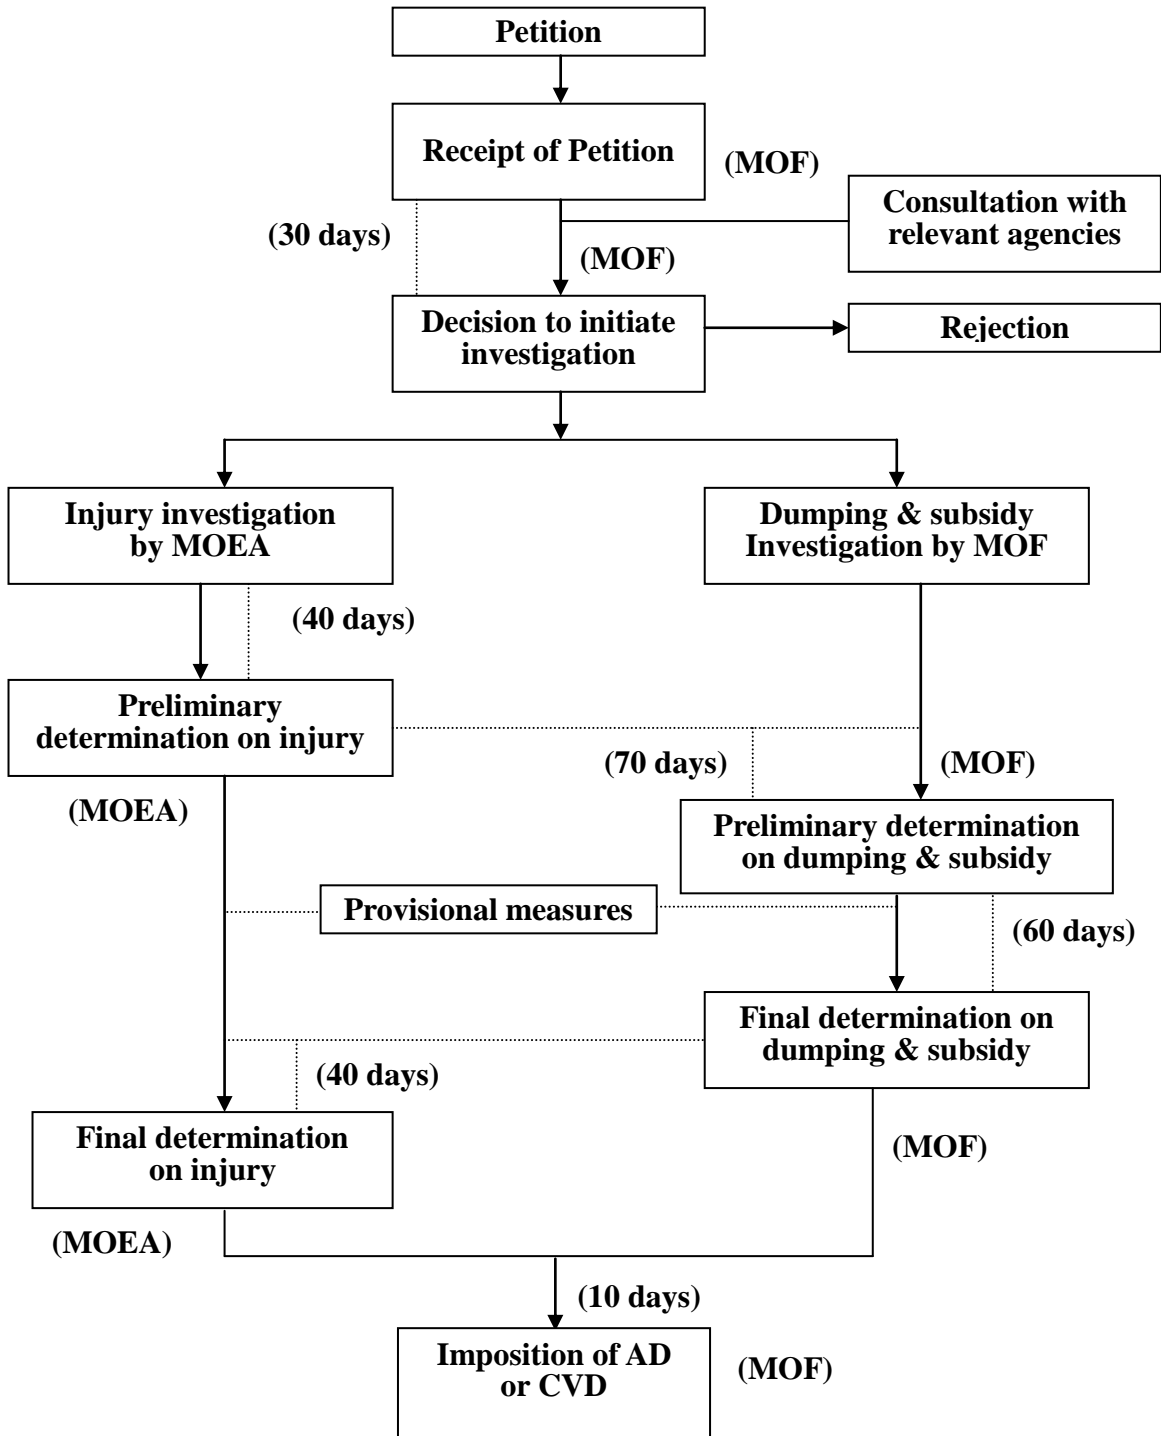 Petition
Receipt of Petition
(MOF)
Consultation with
relevant agencies
(30 days)
(MOF)
Decision to initiate
investigation
Rejection
Injury investigation
by MOEA
Dumping & subsidy
Investigation by MOF
(40 days)
Preliminary
determination on injury
(70 days)
(MOF)
(MOEA)
Preliminary determination
on dumping & subsidy
Provisional measures
(60 days)
Final determination on
dumping & subsidy
(40 days)
Final determination
on injury
(MOF)
(MOEA)
(10 days)
Imposition of AD
or CVD
(MOF)